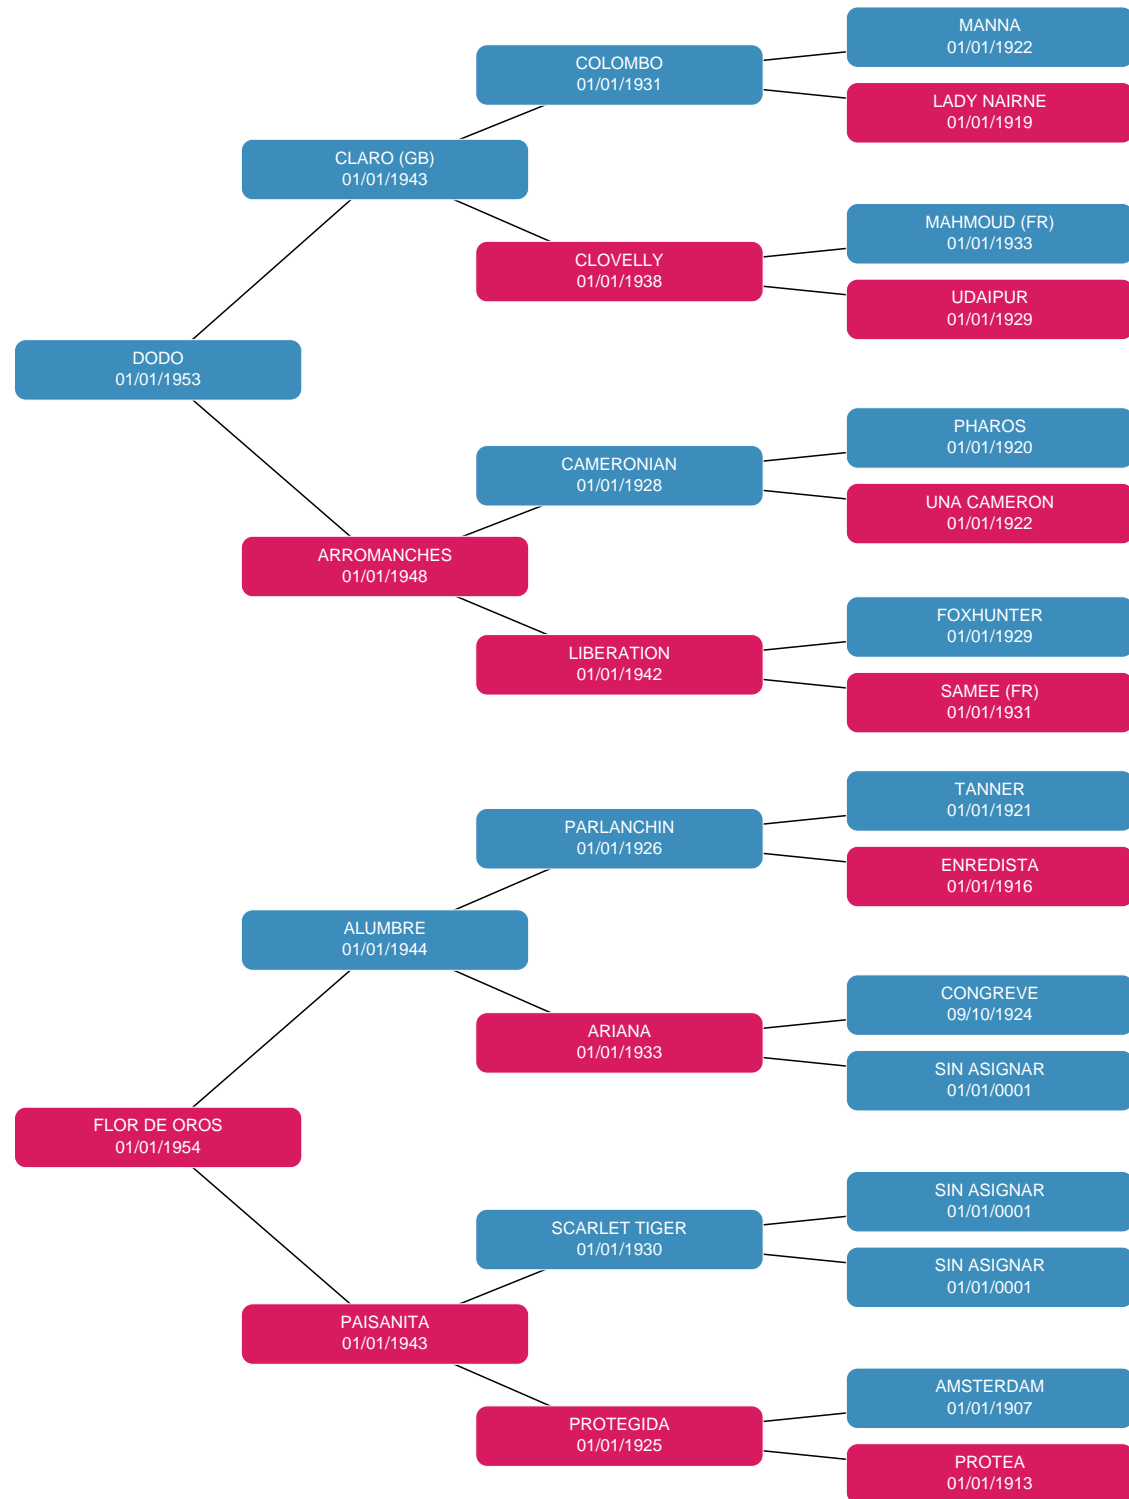 MANNA
01/01/1922
COLOMBO
01/01/1931
LADY NAIRNE
01/01/1919
CLARO (GB)
01/01/1943
MAHMOUD (FR)
01/01/1933
CLOVELLY
01/01/1938
UDAIPUR
01/01/1929
DODO
01/01/1953
PHAROS
01/01/1920
CAMERONIAN
01/01/1928
UNA CAMERON
01/01/1922
ARROMANCHES
01/01/1948
FOXHUNTER
01/01/1929
LIBERATION
01/01/1942
SAMEE (FR)
01/01/1931
TANNER
01/01/1921
PARLANCHIN
01/01/1926
ENREDISTA
01/01/1916
ALUMBRE
01/01/1944
CONGREVE
09/10/1924
ARIANA
01/01/1933
SIN ASIGNAR
01/01/0001
FLOR DE OROS
01/01/1954
SIN ASIGNAR
01/01/0001
SCARLET TIGER
01/01/1930
SIN ASIGNAR
01/01/0001
PAISANITA
01/01/1943
AMSTERDAM
01/01/1907
PROTEGIDA
01/01/1925
PROTEA
01/01/1913